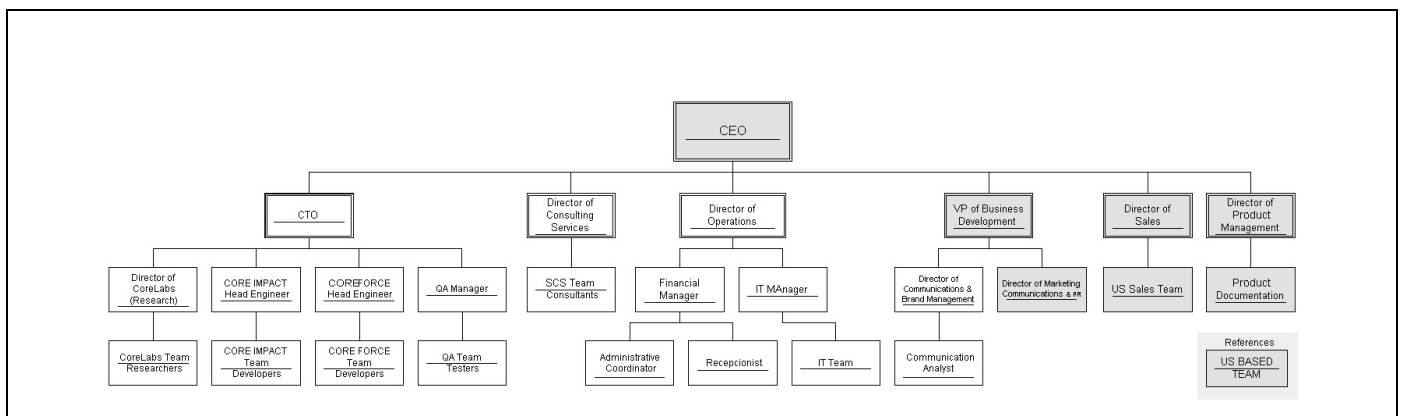 CEO
CTO
Director of
Consulting
Services
Director of
Operations
VP of Business
Development
Director of
Sales
Director of
Product
Management
Director of
CoreLabs
(Research)
CORE IMPACT
Head Engineer
COREFORCE
Head Engineer
QA Manager
SCS Team
Consultants
Financial
Manager
IT MAnager
Director of
Communications &
Brand Management
Director of Marketing
Communications & PR
US Sales Team
Product
Documentation
CoreLabs Team
Researchers
CORE IMPACT
Team
Developers
CORE FORCE
Team
Developers
QA Team
Testers
Administrative
Coordinator
Recepcionist
IT Team
Communication
Analyst
References
US BASED
TEAM